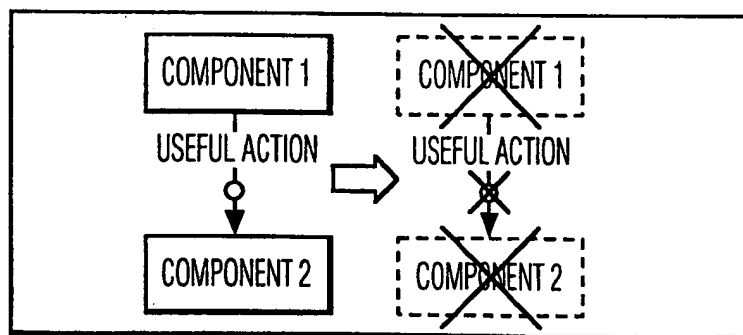 COMPONENT 1
USEFUL ACTION
COMPONENT 2
COMPONENT 1
USEFUL ACTION
COMPONENT 2